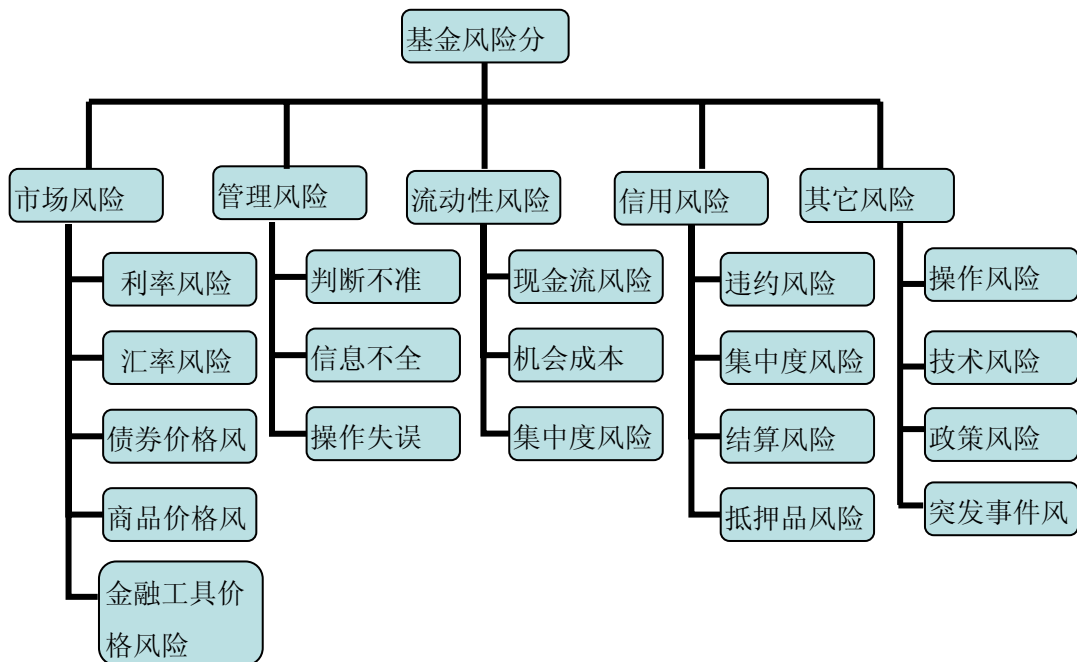 基金风险分
市场风险
管理风险
流动性风险
信用风险
其它风险
利率风险
汇率风险
债券价格风
商品价格风
金融工具价
格风险
判断不准
信息不全
操作失误
现金流风险
机会成本
集中度风险
违约风险
集中度风险
结算风险
抵押品风险
操作风险
技术风险
政策风险
突发事件风